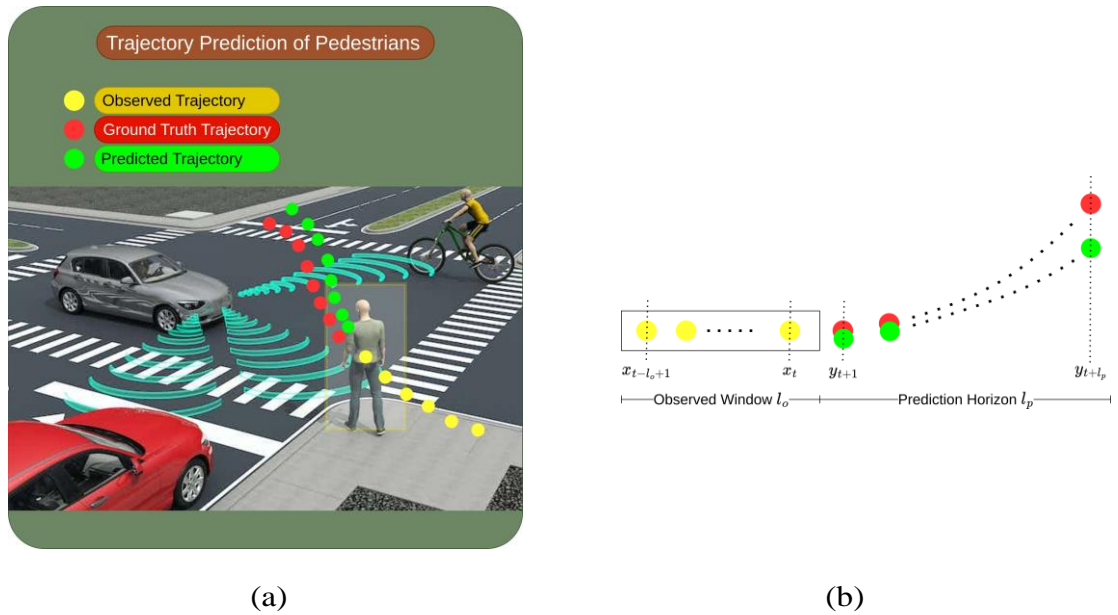 Trajectory Prediction of Pedestrians
Observed Trajectory
Ground Truth Trajectory
Predicted Trajectory
(a)
x_{t-l_o+1} x_t y_{t+1} y_{t+l_p}
Observed Window l_o Prediction Horizon l_p
(b)